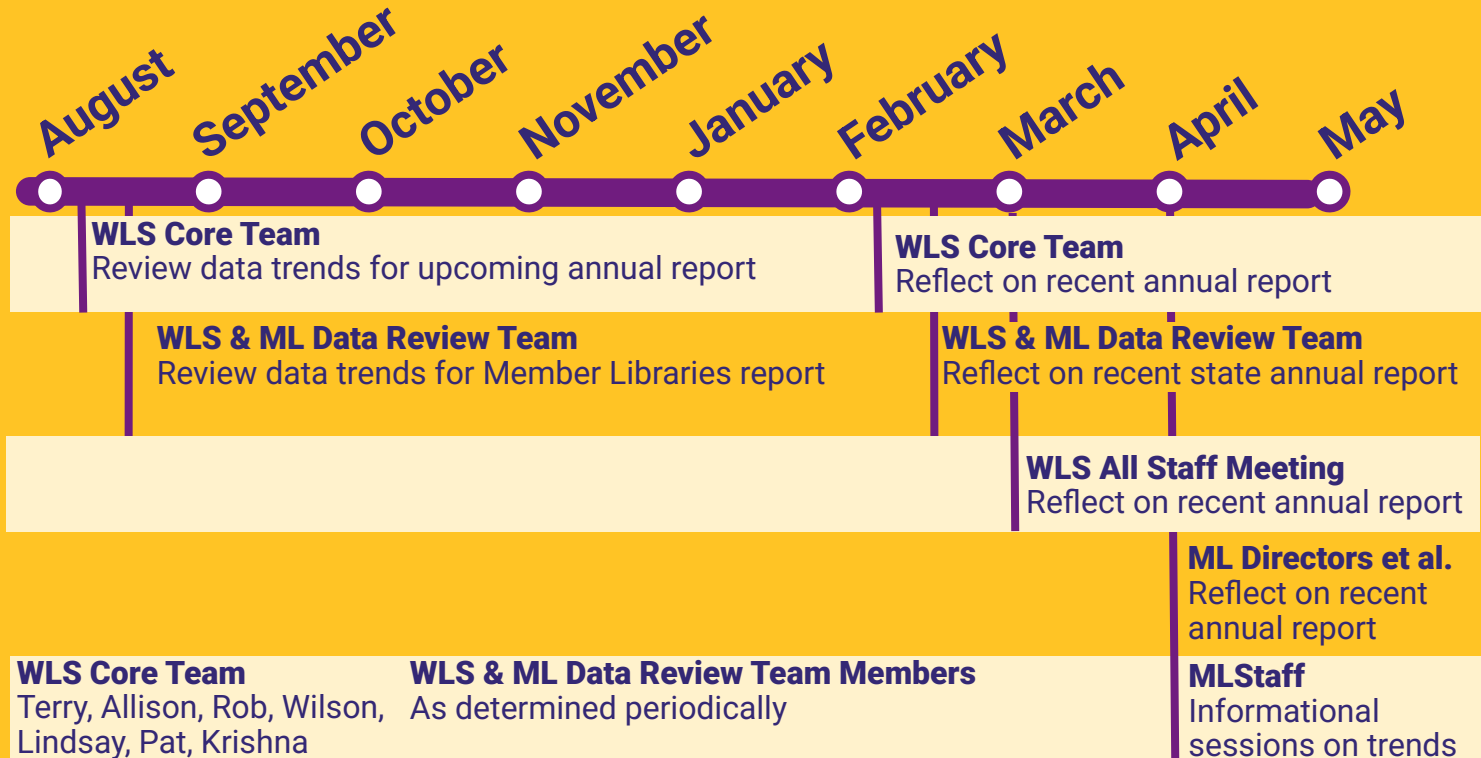 August
September
October
November
January
February
March
April
May
WLS Core Team
Review data trends for upcoming annual report
WLS Core Team
Reflect on recent annual report
WLS & ML Data Review Team
Review data trends for Member Libraries report
WLS & ML Data Review Team
Reflect on recent state annual report
WLS All Staff Meeting
Reflect on recent annual report
ML Directors et al.
Reflect on recent
annual report
WLS Core Team
Terry, Allison, Rob, Wilson,
Lindsay, Pat, Krishna
WLS & ML Data Review Team Members
As determined periodically
MLStaff
Informational
sessions on trends